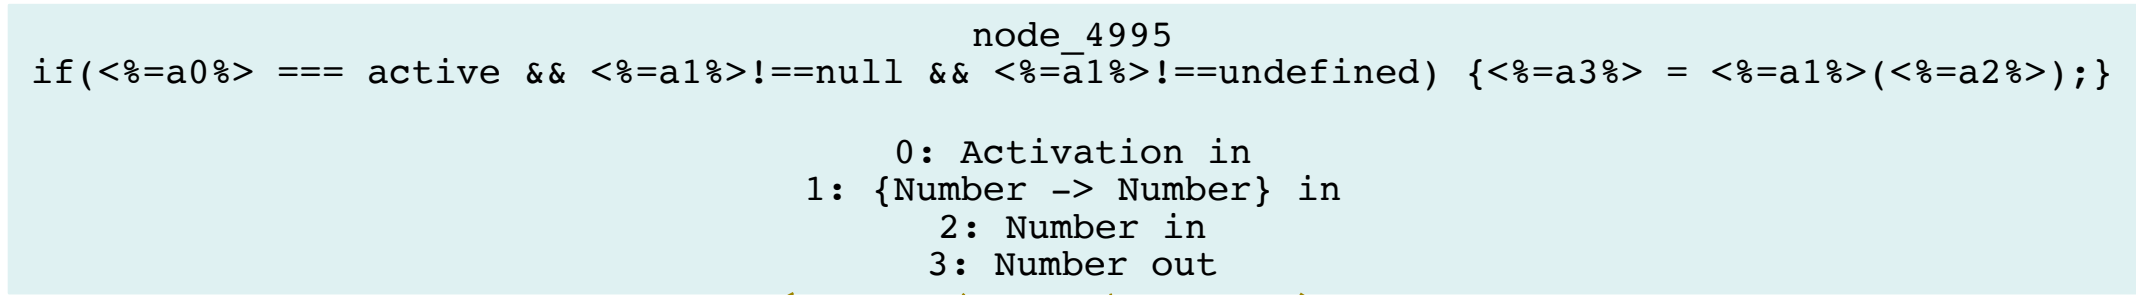 node_4995
if(<%=a0%> === active && <%=a1%>!==null && <%=a1%>!==undefined) {<%=a3%> = <%=a1%>(<%=a2%>);}
0: Activation in
1: {Number -> Number} in
2: Number in
3: Number out